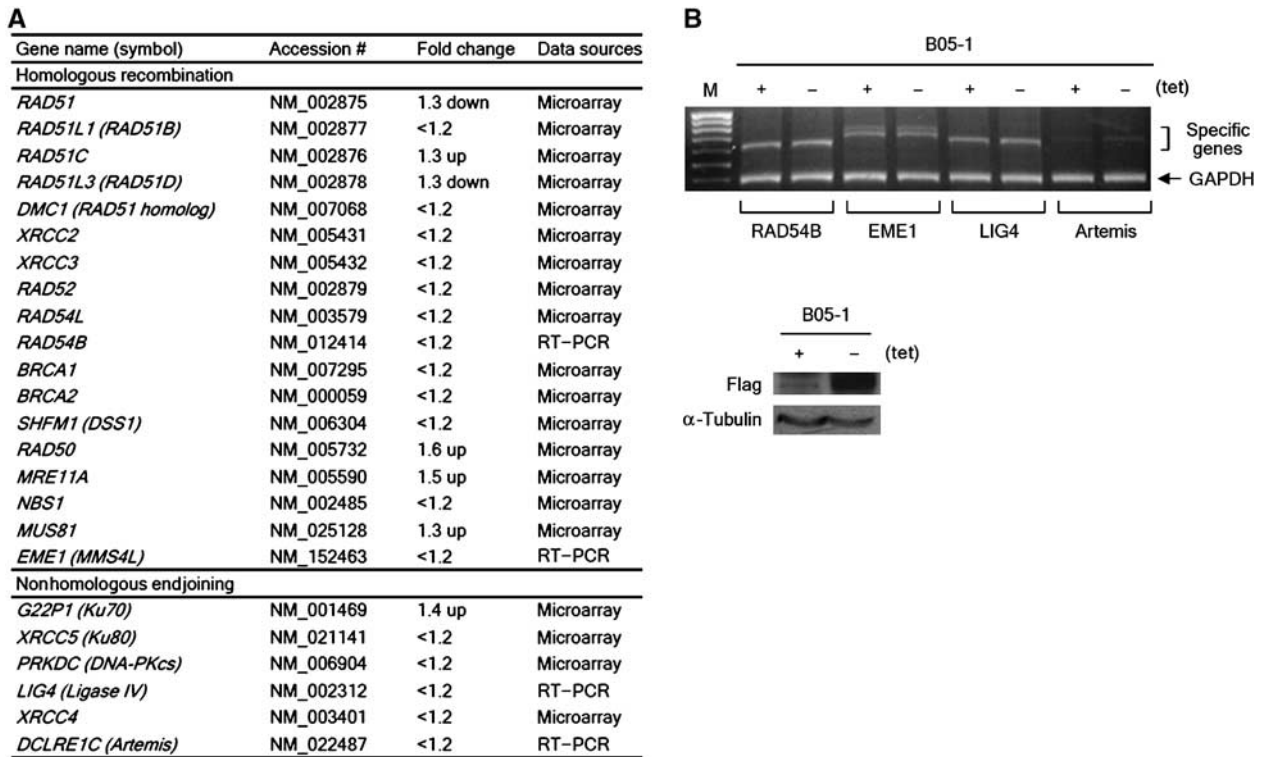 A
Gene name (symbol) Accession # Fold change Data sources
Homologous recombination
RAD51 NM_002875 1.3 down Microarray
RAD51L1 (RAD51B) NM_002877 <1.2 Microarray
RAD51C NM_002876 1.3 up Microarray
RAD51L3 (RAD51D) NM_002878 1.3 down Microarray
DMC1 (RAD51 homolog) NM_007068 <1.2 Microarray
XRCC2 NM_005431 <1.2 Microarray
XRCC3 NM_005432 <1.2 Microarray
RAD52 NM_002879 <1.2 Microarray
RAD54L NM_003579 <1.2 Microarray
RAD54B NM_012414 <1.2 RT–PCR
BRCA1 NM_007295 <1.2 Microarray
BRCA2 NM_000059 <1.2 Microarray
SHFM1 (DSS1) NM_006304 <1.2 Microarray
RAD50 NM_005732 1.6 up Microarray
MRE11A NM_005590 1.5 up Microarray
NBS1 NM_002485 <1.2 Microarray
MUS81 NM_025128 1.3 up Microarray
EME1 (MMS4L) NM_152463 <1.2 RT–PCR
Nonhomologous endjoining
G22P1 (Ku70) NM_001469 1.4 up Microarray
XRCC5 (Ku80) NM_021141 <1.2 Microarray
PRKDC (DNA-PKcs) NM_006904 <1.2 Microarray
LIG4 (Ligase IV) NM_002312 <1.2 RT–PCR
XRCC4 NM_003401 <1.2 Microarray
DCLRE1C (Artemis) NM_022487 <1.2 RT–PCR
B
B05-1
M + – + – + – + – (tet)
Specific
genes
GAPDH
RAD54B EME1 LIG4 Artemis
B05-1
+ – (tet)
Flag
α-Tubulin